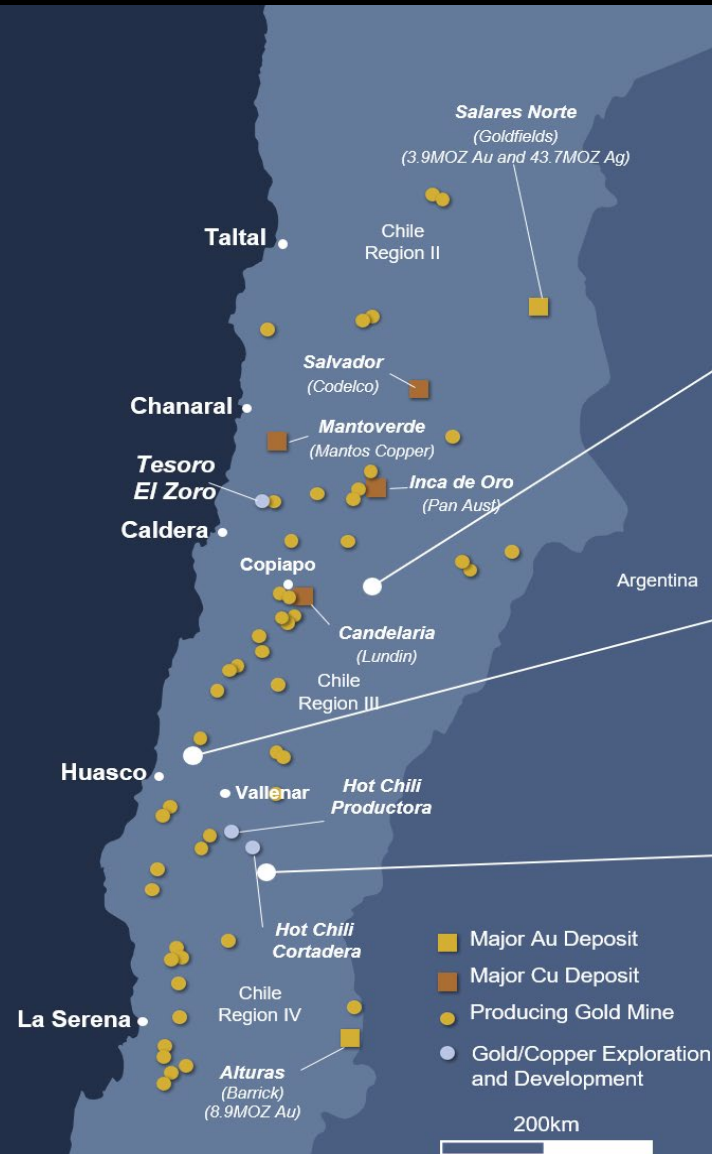 Salares Norte
(Goldfields)
(3.9MOZ Au and 43.7MOZ Ag)
Taltal
Chile
Region II
Salvador
(Codelco)
Chanaral
Mantoverde
(Mantos Copper)
Tesoro
El Zoro
Inca de Oro
(Pan Aust)
Caldera
Copiapo
Argentina
Candelaria
(Lundin)
Chile
Region III
Huasco
Vallenar
Hot Chili
Productora
Hot Chili
Cortadera
Major Au Deposit
Major Cu Deposit
Chile
Region IV
Producing Gold Mine
La Serena
Gold/Copper Exploration
and Development
Alturas
(Barrick)
(8.9MOZ Au)
200km